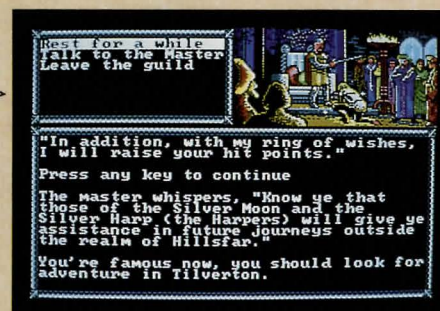 Rest for a while
Talk to the Master
Leave the guild
"In addition, with my ring of wishes,
I will raise your hit points."
Press any key to continue
The master whispers, "Know ye that
those of the Silver Moon and the
Silver Harp (the Harpers) will give ye
assistance in future journeys outside
the realm of Hillsfar."
You're famous now, you should look for
adventure in Tilverton.